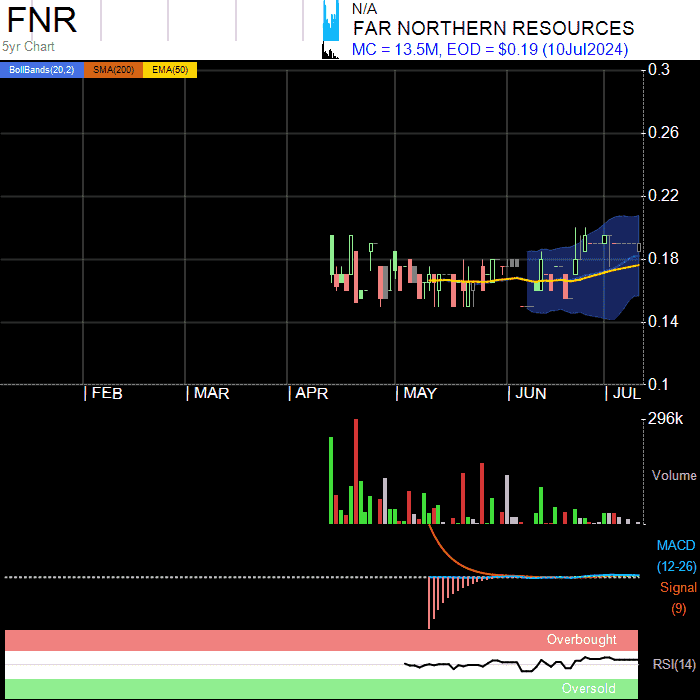 FNR
5yr Chart
N/A
FAR NORTHERN RESOURCES
MC = 13.5M, EOD = $0.19 (10Jul2024)
BollBands(20,2) SMA(200) EMA(50)
0.3
0.26
0.22
0.18
0.14
0.1
FEB MAR APR MAY JUN JUL
296k
Volume
MACD
(12-26)
Signal
(9)
Overbought
RSI(14)
Oversold